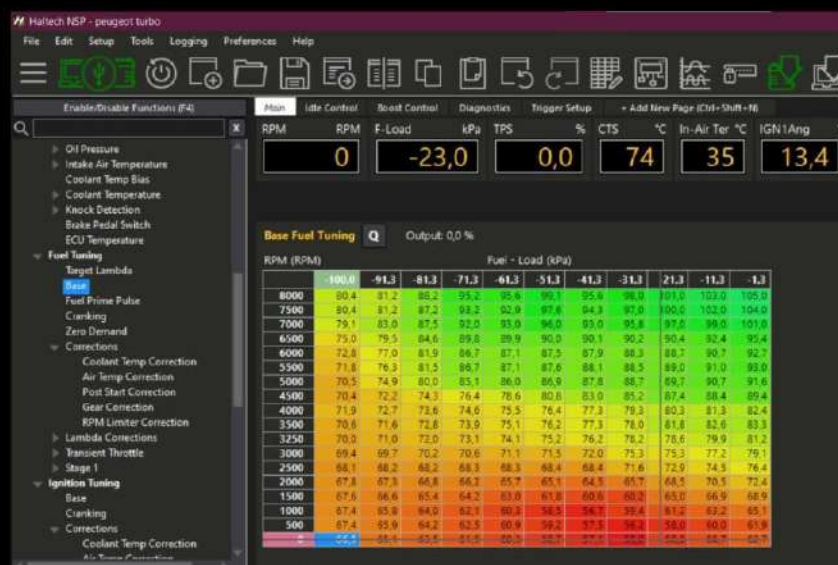 Haltech NSP - peugeot turbo
File Edit Setup Tools Logging Preferences Help
Enable/Disable Functions (F4)
Main Idle Control Boost Control Diagnostics Trigger Setup + Add New Page (Ctrl+Shift+N)
RPM RPM F-Load kPa TPS % CTS °C In-Air Ter °C IGN1Ang
0 -23,0 0,0 74 35 13,4
X
Oil Pressure
Intake Air Temperature
Coolant Temp Bias
Coolant Temperature
Knock Detection
Brake Pedal Switch
ECU Temperature
Fuel Tuning
Target Lambda
Base
Fuel Prime Pulse
Cranking
Zero Demand
Corrections
Coolant Temp Correction
Air Temp Correction
Post Start Correction
Gear Correction
RPM Limiter Correction
Lambda Corrections
Transient Throttle
Stage 1
Ignition Tuning
Base
Cranking
Corrections
Coolant Temp Correction
Air Temp Correction
Base Fuel Tuning Q Output: 0,0 %
RPM (RPM) Fuel - Load (kPa)
-100,0 -91,3 -81,3 -71,3 -61,3 -51,3 -41,3 -31,3 21,3 -11,3 -1,3
8000 80,4 81,2 88,2 95,2 95,6 99,1 95,6 98,0 101,0 103,0 105,0
7500 80,4 81,2 87,2 93,2 92,9 97,6 94,3 97,0 100,0 102,0 104,0
7000 79,1 83,0 87,5 92,0 93,0 96,0 93,0 95,8 97,0 99,0 101,0
6500 75,0 79,5 84,6 89,8 89,9 90,0 90,1 90,2 90,4 92,4 95,4
6000 72,8 77,0 81,9 86,7 87,1 87,5 87,9 88,3 88,7 90,7 92,7
5500 71,8 76,3 81,5 86,7 87,1 87,6 88,1 88,5 89,0 91,0 93,0
5000 70,5 74,9 80,0 85,1 86,0 86,9 87,8 88,7 89,7 90,7 91,6
4500 70,4 72,2 74,3 76,4 78,6 80,8 83,0 85,2 87,4 88,4 89,4
4000 71,9 72,7 73,6 74,6 75,5 76,4 77,3 79,3 80,3 81,3 82,4
3500 70,6 71,6 72,8 73,9 75,1 76,2 77,3 78,0 81,8 82,6 83,3
3250 70,0 71,0 72,0 73,1 74,1 75,2 76,2 78,2 78,6 79,9 81,2
3000 69,4 69,7 70,2 70,6 71,1 71,5 72,0 75,3 75,3 77,2 79,1
2500 68,1 68,2 68,2 68,3 68,3 68,4 68,4 71,6 72,9 74,5 76,4
2000 67,8 67,3 66,8 66,2 65,7 65,1 64,5 65,7 68,5 70,5 72,4
1500 67,6 66,6 65,4 64,2 63,0 61,8 60,6 60,2 65,0 66,9 68,9
1000 67,4 65,8 64,0 62,1 60,3 58,5 56,7 59,4 61,2 63,2 65,1
500 67,4 65,9 64,2 62,5 60,9 59,2 57,5 56,2 58,0 60,0 61,9